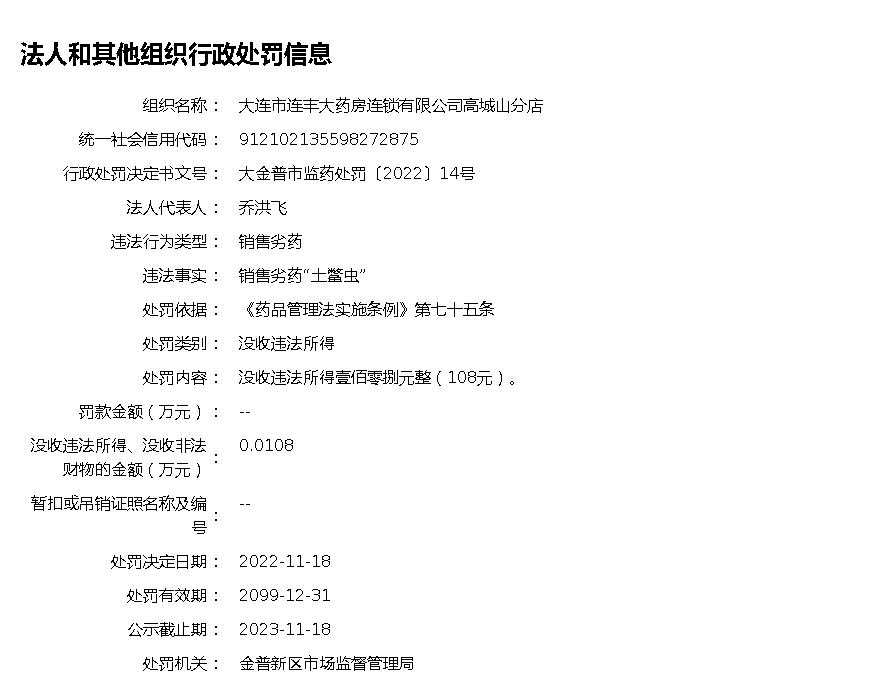 法人和其他组织行政处罚信息
组织名称： 大连市连丰大药房连锁有限公司高城山分店
统一社会信用代码： 912102135598272875
行政处罚决定书文号： 大金普市监药处罚〔2022〕14号
法人代表人： 乔洪飞
违法行为类型： 销售劣药
违法事实： 销售劣药“土鳖虫”
处罚依据： 《药品管理法实施条例》第七十五条
处罚类别： 没收违法所得
处罚内容： 没收违法所得壹佰零捌元整（108元）。
罚款金额（万元）： --
没收违法所得、没收非法
财物的金额（万元）： 0.0108
暂扣或吊销证照名称及编
号： --
处罚决定日期： 2022-11-18
处罚有效期： 2099-12-31
公示截止期： 2023-11-18
处罚机关： 金普新区市场监督管理局